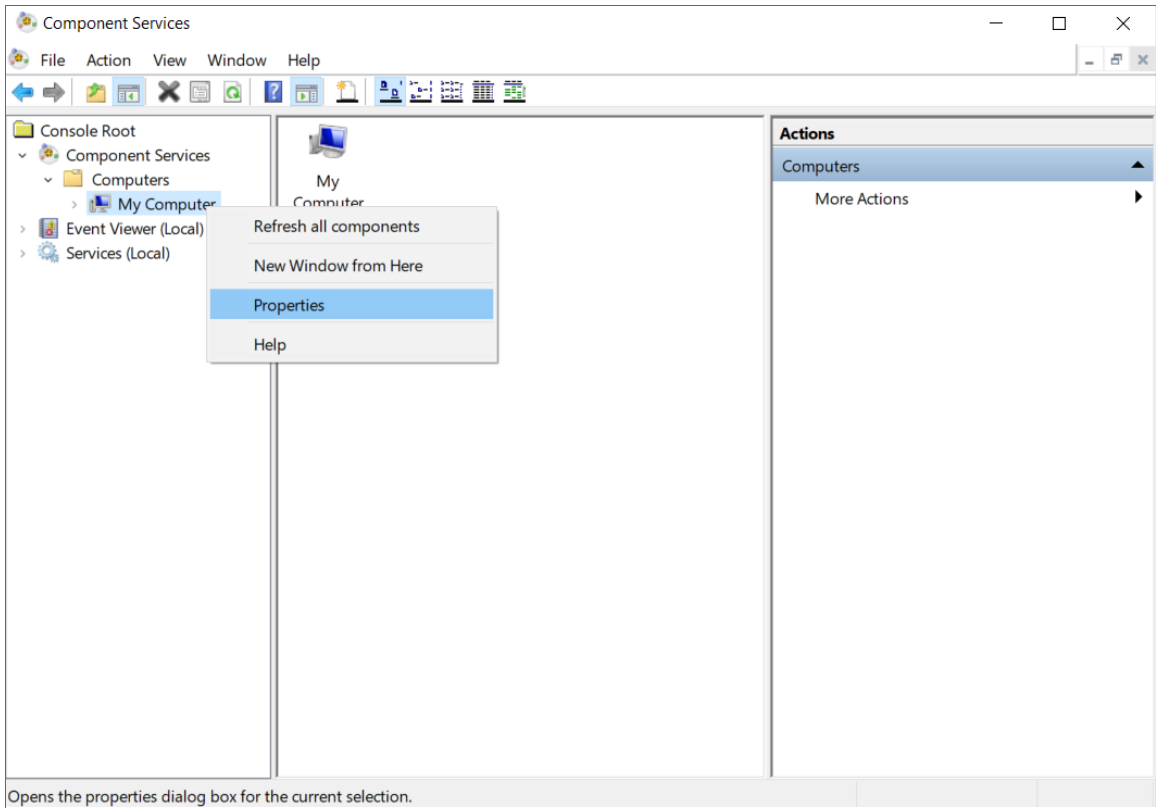 Component Services
File Action View Window Help
Console Root
Component Services
Computers
My Computer
Event Viewer (Local)
Services (Local)
My
Computer
Refresh all components
New Window from Here
Properties
Help
Actions
Computers
More Actions
Opens the properties dialog box for the current selection.